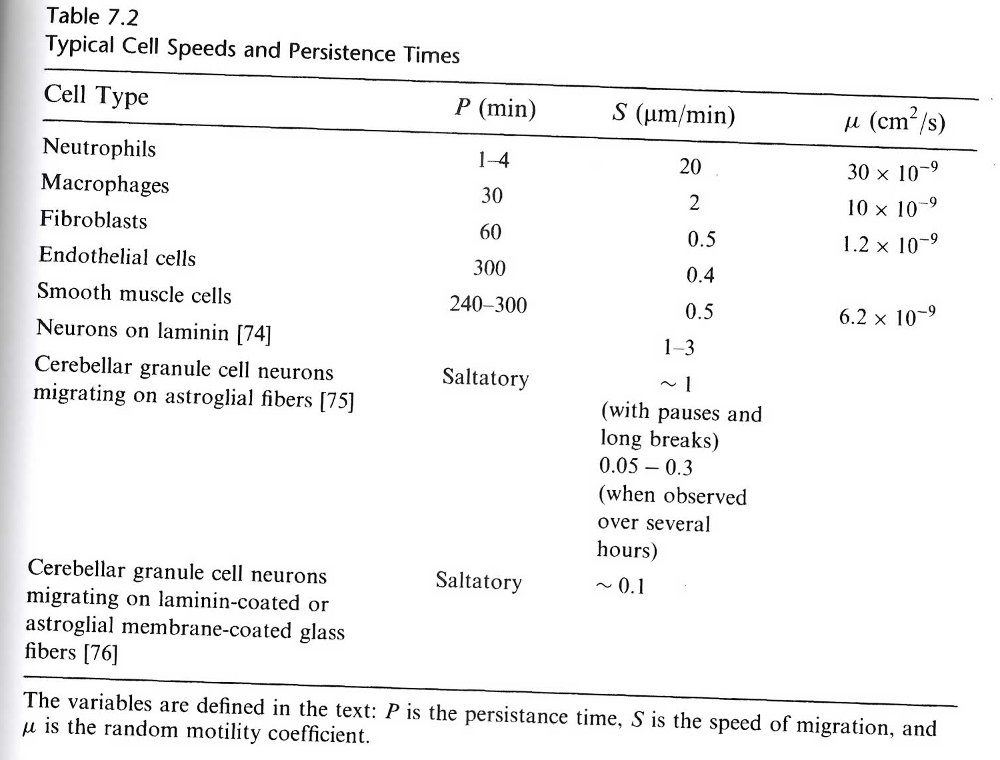 Table 7.2
Typical Cell Speeds and Persistence Times
Cell Type P (min) S (μm/min) μ (cm²/s)
Neutrophils 1–4 20 30 × 10⁻⁹
Macrophages 30 2 10 × 10⁻⁹
Fibroblasts 60 0.5 1.2 × 10⁻⁹
Endothelial cells 300 0.4
Smooth muscle cells 240–300 0.5 6.2 × 10⁻⁹
Neurons on laminin [74] 1–3
Cerebellar granule cell neurons Saltatory ~ 1
migrating on astroglial fibers [75] (with pauses and
long breaks)
0.05 – 0.3
(when observed
over several
hours)
Cerebellar granule cell neurons Saltatory ~ 0.1
migrating on laminin-coated or
astroglial membrane-coated glass
fibers [76]
The variables are defined in the text: P is the persistance time, S is the speed of migration, and
μ is the random motility coefficient.